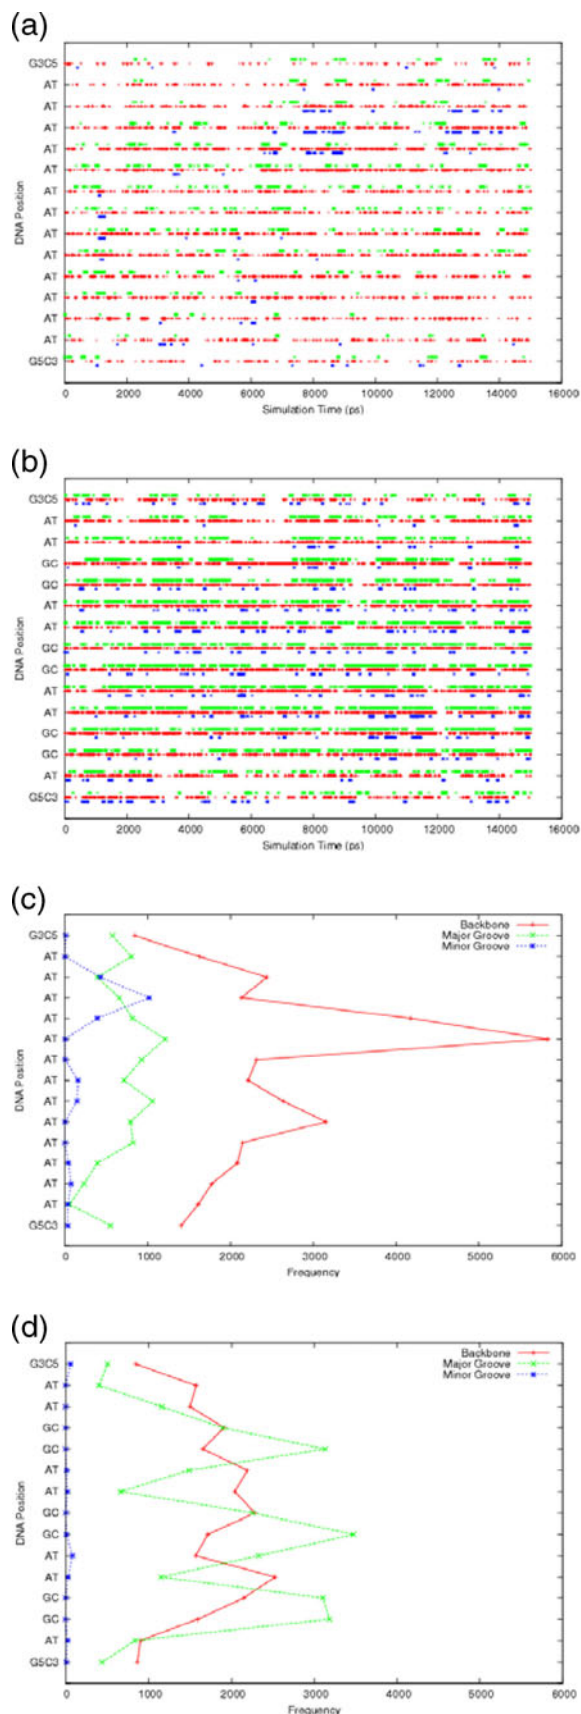 (a)
G3C5
AT
AT
AT
AT
AT
AT
AT
AT
AT
AT
AT
AT
AT
G5C3
DNA Position
0 2000 4000 6000 8000 10000 12000 14000 16000
Simulation Time (ps)
(b)
G3C5
AT
AT
GC
GC
AT
AT
GC
GC
AT
AT
GC
GC
AT
G5C3
DNA Position
0 2000 4000 6000 8000 10000 12000 14000 16000
Simulation Time (ps)
(c)
Backbone
Major Groove
Minor Groove
G3C5
AT
AT
AT
AT
AT
AT
AT
AT
AT
AT
AT
AT
AT
G5C3
DNA Position
0 1000 2000 3000 4000 5000 6000
Frequency
(d)
Backbone
Major Groove
Minor Groove
G3C5
AT
AT
GC
GC
AT
AT
GC
GC
AT
AT
GC
GC
AT
G5C3
DNA Position
0 1000 2000 3000 4000 5000 6000
Frequency